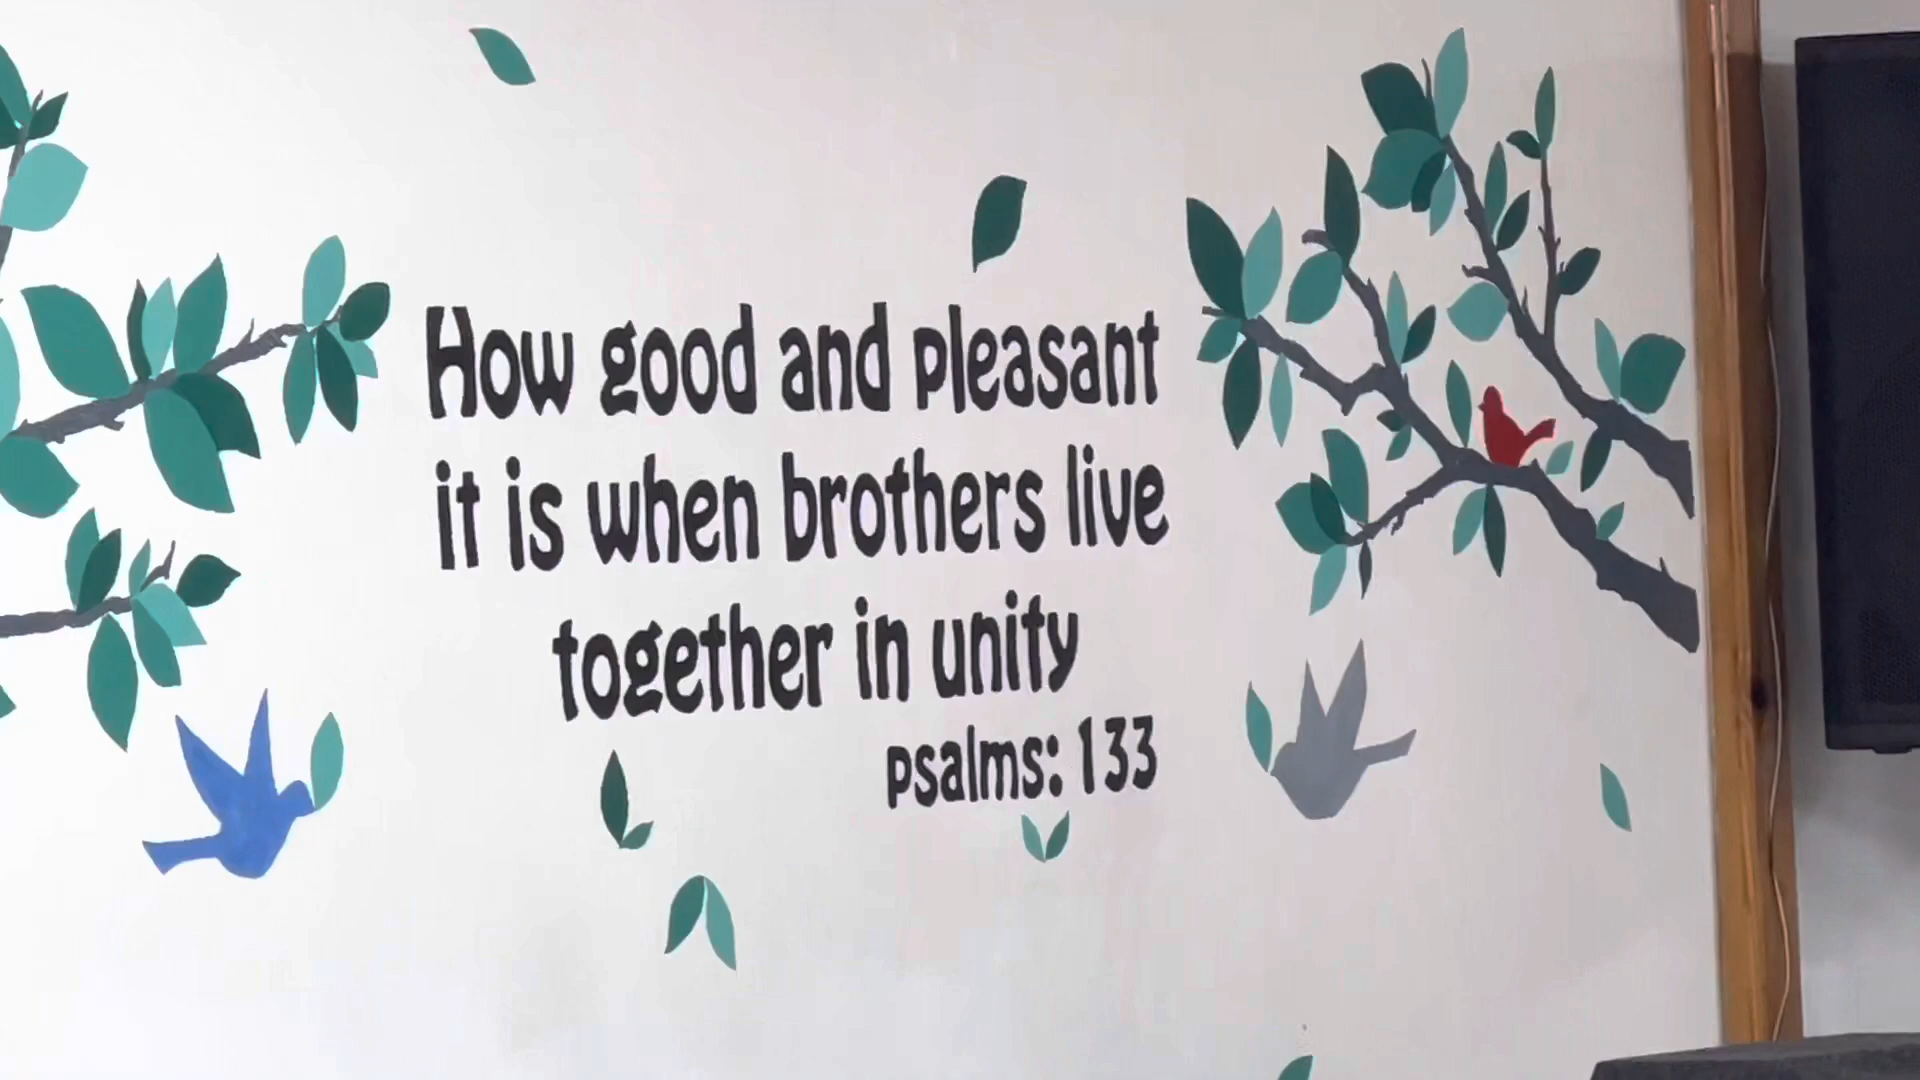 How good and pleasant
it is when brothers live
together in unity
psalms: 133